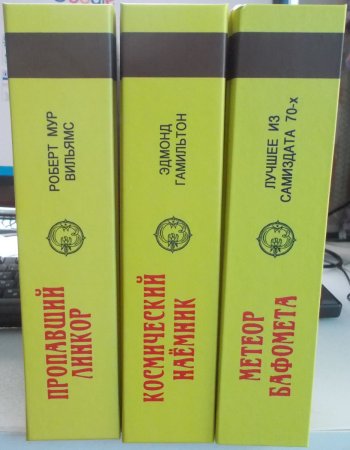 РОБЕРТ МУР
ВИЛЬЯМС
ПРОПАВШИЙ
ЛИНКОР
ЭДМОНД
ГАМИЛЬТОН
КОСМИЧЕСКИЙ
НАЁМНИК
ЛУЧШЕЕ ИЗ
САМИЗДАТА 70-х
МЕТЕОР
БАФОМЕТА